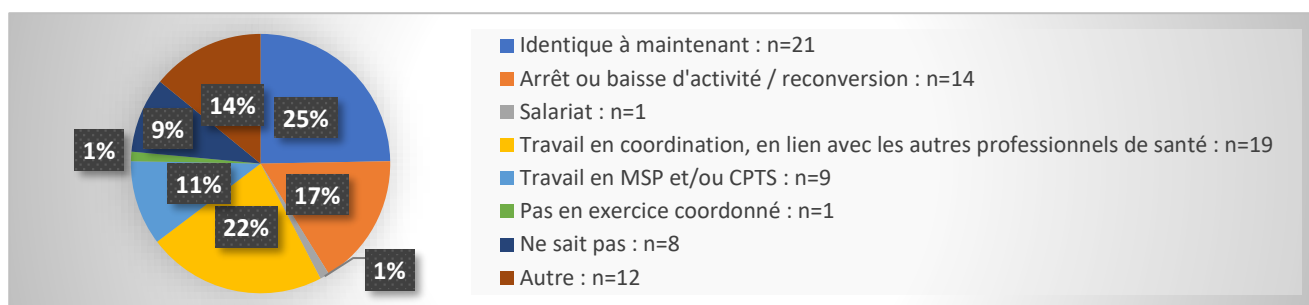 14%
25%
9%
1%
11%
17%
22%
1%
Identique à maintenant : n=21
Arrêt ou baisse d'activité / reconversion : n=14
Salariat : n=1
Travail en coordination, en lien avec les autres professionnels de santé : n=19
Travail en MSP et/ou CPTS : n=9
Pas en exercice coordonné : n=1
Ne sait pas : n=8
Autre : n=12